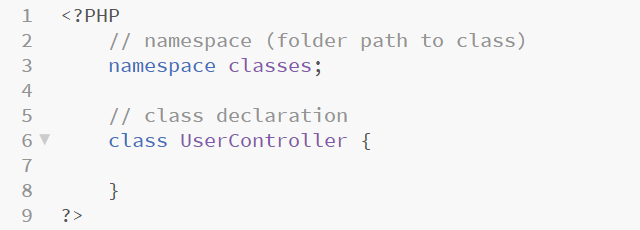 1 <?PHP
2 // namespace (folder path to class)
3 namespace classes;
4
5 // class declaration
6 class UserController {
7
8 }
9 ?>